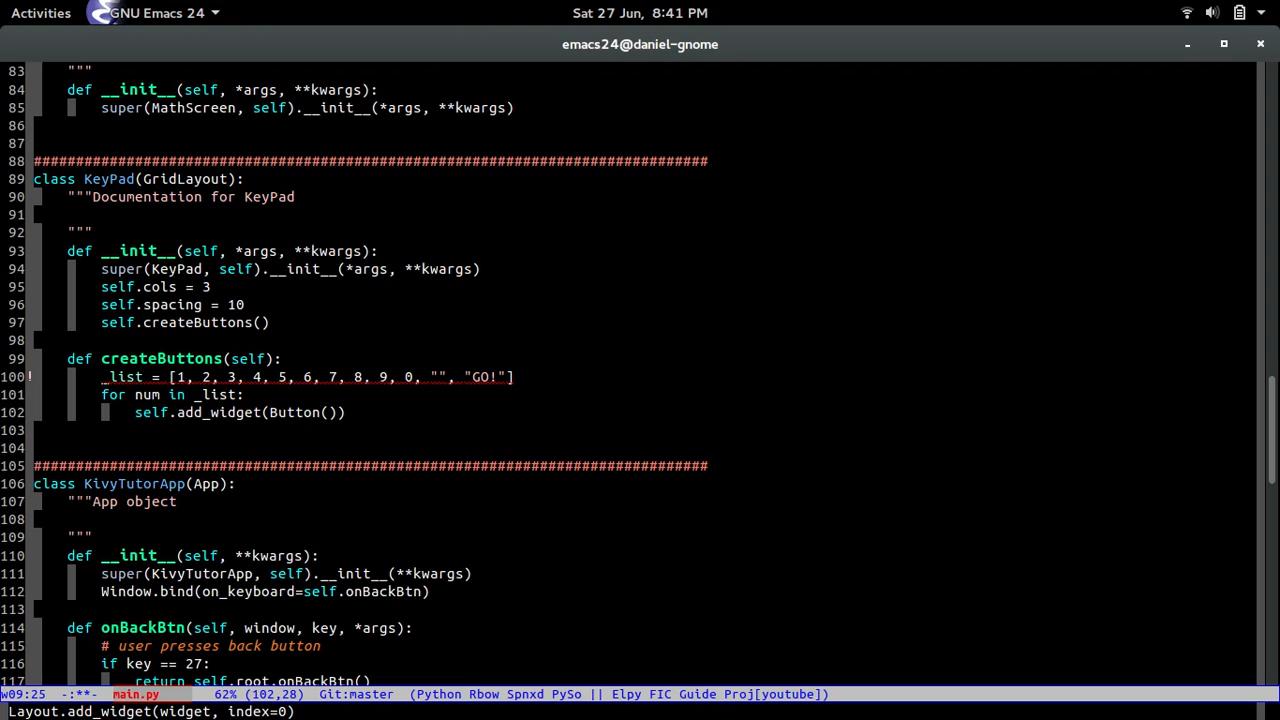 Activities GNU Emacs 24 Sat 27 Jun, 8:41 PM
emacs24@daniel-gnome
83 """
84 def __init__(self, *args, **kwargs):
85 super(MathScreen, self).__init__(*args, **kwargs)
86
87
88 ################################################################################
89 class KeyPad(GridLayout):
90 """Documentation for KeyPad
91
92 """
93 def __init__(self, *args, **kwargs):
94 super(KeyPad, self).__init__(*args, **kwargs)
95 self.cols = 3
96 self.spacing = 10
97 self.createButtons()
98
99 def createButtons(self):
100! _list = [1, 2, 3, 4, 5, 6, 7, 8, 9, 0, "", "GO!"]
101 for num in _list:
102 self.add_widget(Button())
103
104
105 ################################################################################
106 class KivyTutorApp(App):
107 """App object
108
109 """
110 def __init__(self, **kwargs):
111 super(KivyTutorApp, self).__init__(**kwargs)
112 Window.bind(on_keyboard=self.onBackBtn)
113
114 def onBackBtn(self, window, key, *args):
115 # user presses back button
116 if key == 27:
117 return self.root.onBackBtn()
w09:25 -:**- main.py 62% (102,28) Git:master (Python Rbow Spnxd PySo || Elpy FIC Guide Proj[youtube])
Layout.add_widget(widget, index=0)